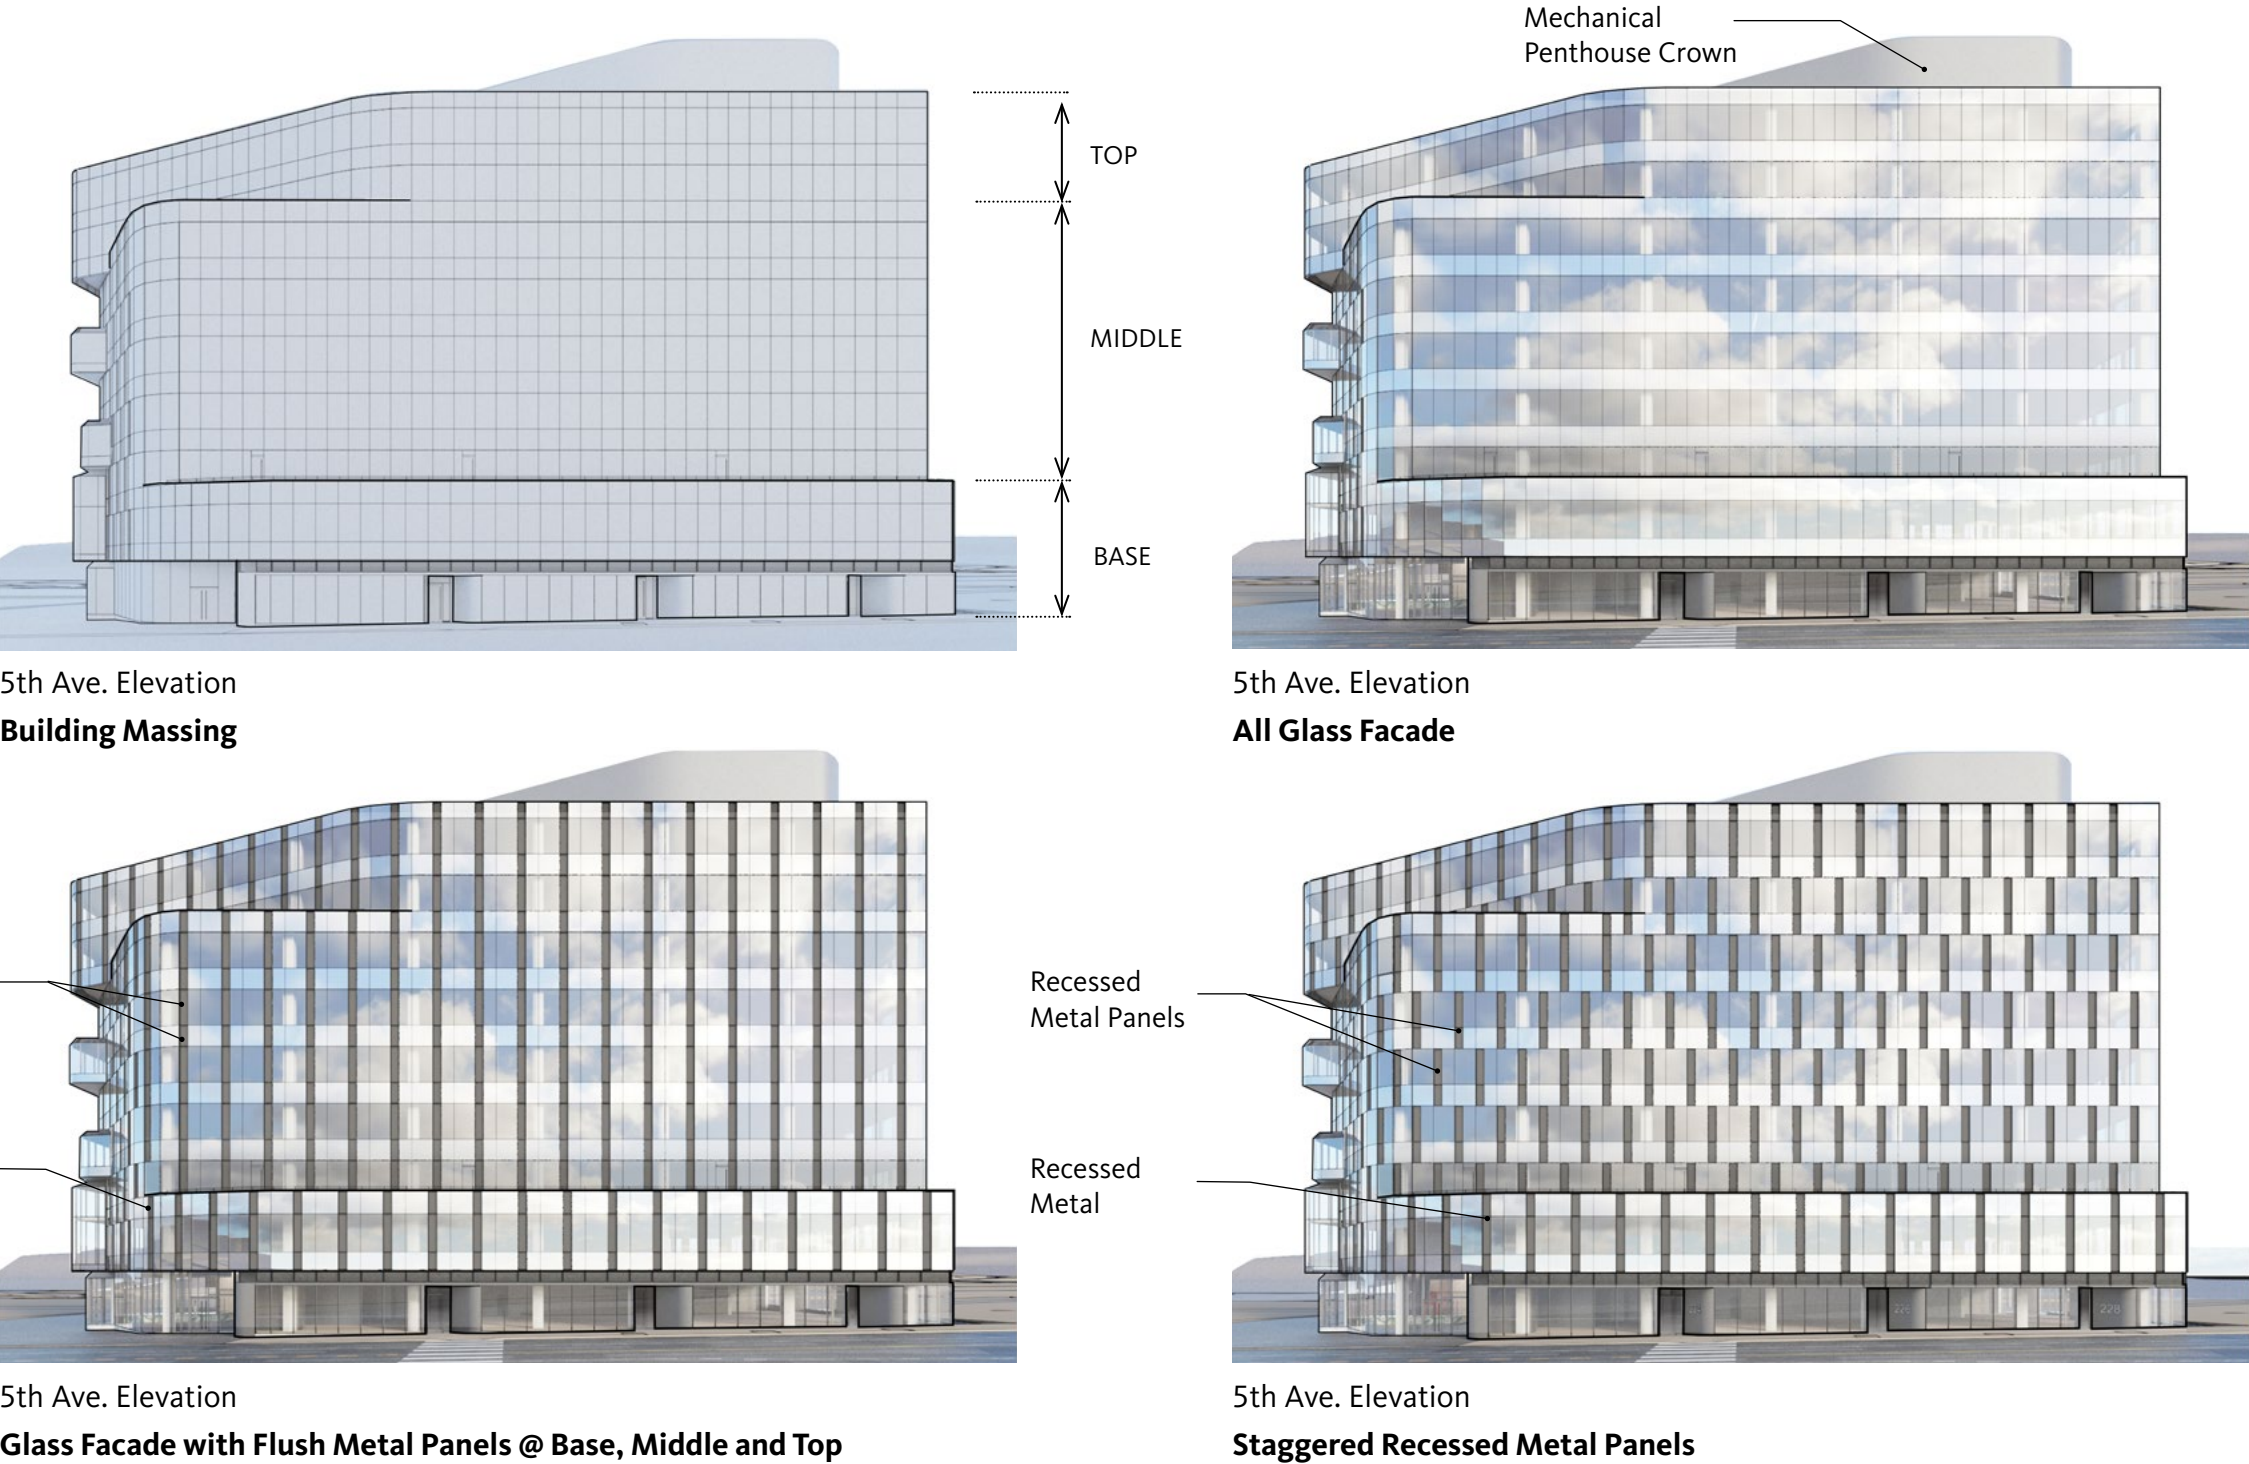 Mechanical
Penthouse Crown
TOP
MIDDLE
BASE
5th Ave. Elevation
Building Massing
5th Ave. Elevation
All Glass Facade
Recessed
Metal Panels
Recessed
Metal
226
228
5th Ave. Elevation
Glass Facade with Flush Metal Panels @ Base, Middle and Top
5th Ave. Elevation
Staggered Recessed Metal Panels